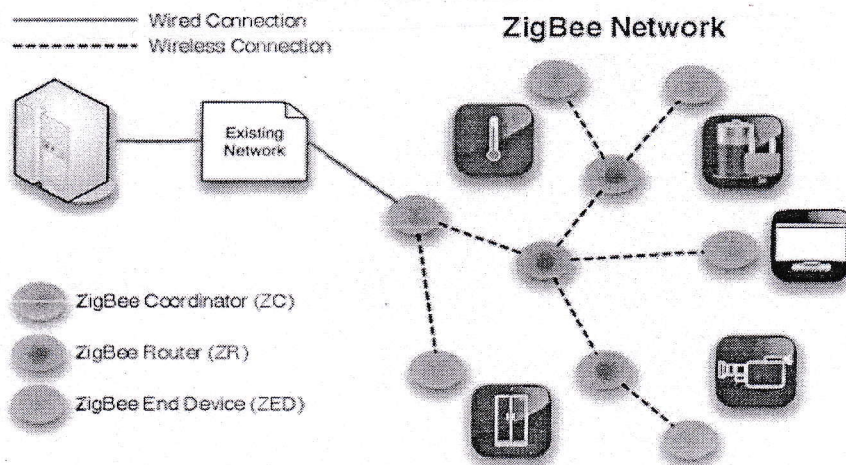 Wired Connection
Wireless Connection
ZigBee Network
Existing
Network
ZigBee Coordinator (ZC)
ZigBee Router (ZR)
ZigBee End Device (ZED)